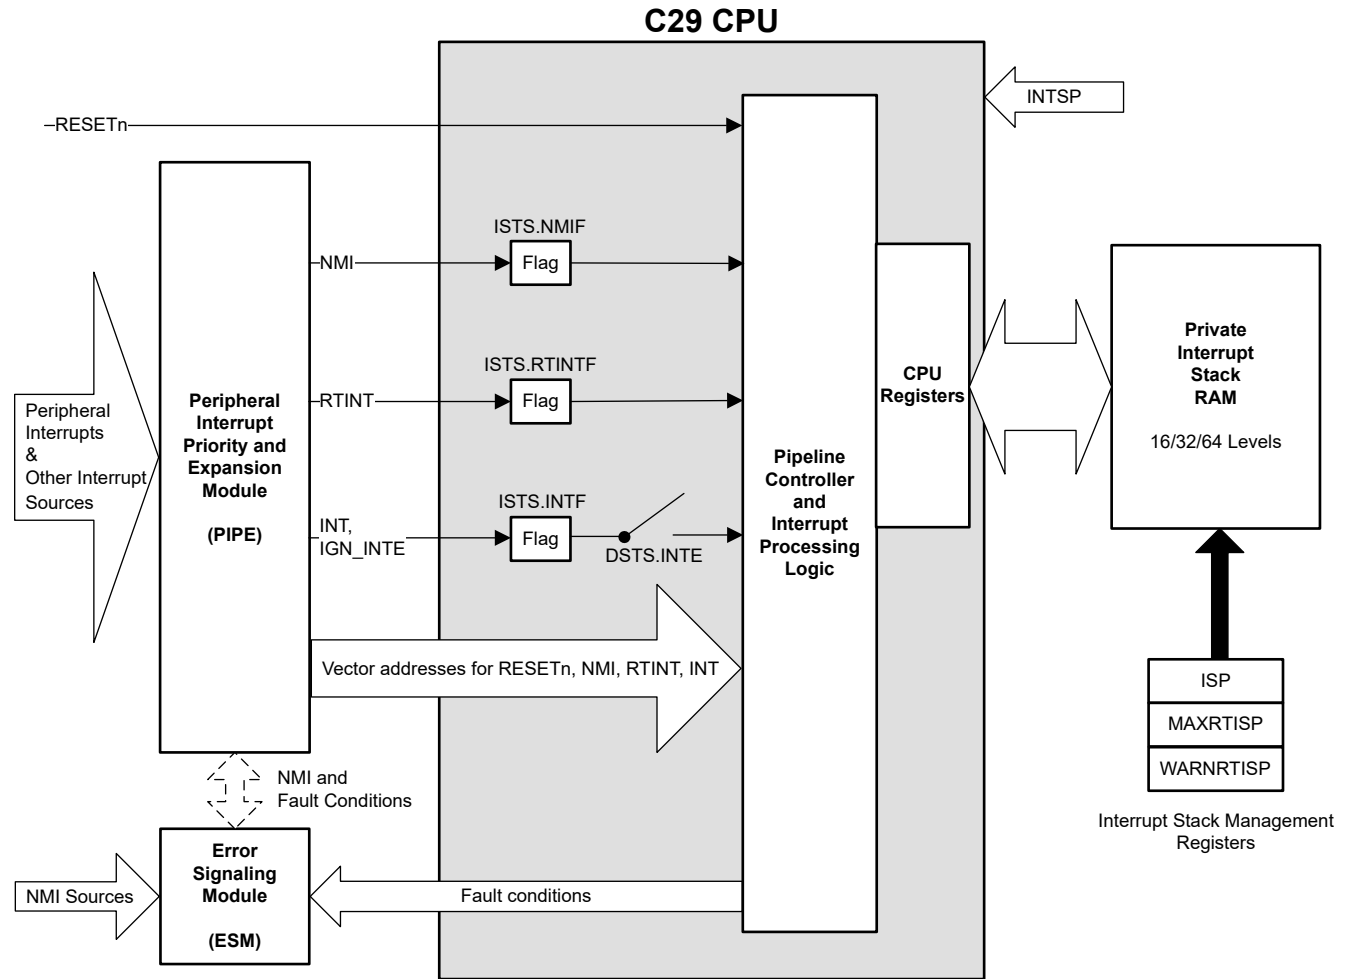 C29 CPU
INTSP
RESETn
ISTS.NMIF
NMI
Flag
ISTS.RTINTF
RTINT
Flag
ISTS.INTF
INT,
IGN_INTE
Flag
DSTS.INTE
Peripheral
Interrupts
&
Other Interrupt
Sources
Peripheral
Interrupt
Priority and
Expansion
Module
(PIPE)
Pipeline
Controller
and
Interrupt
Processing
Logic
CPU
Registers
Private
Interrupt
Stack
RAM
16/32/64 Levels
Vector addresses for RESETn, NMI, RTINT, INT
ISP
MAXRTISP
WARNRTISP
Interrupt Stack Management
Registers
NMI and
Fault Conditions
NMI Sources
Error
Signaling
Module
(ESM)
Fault conditions